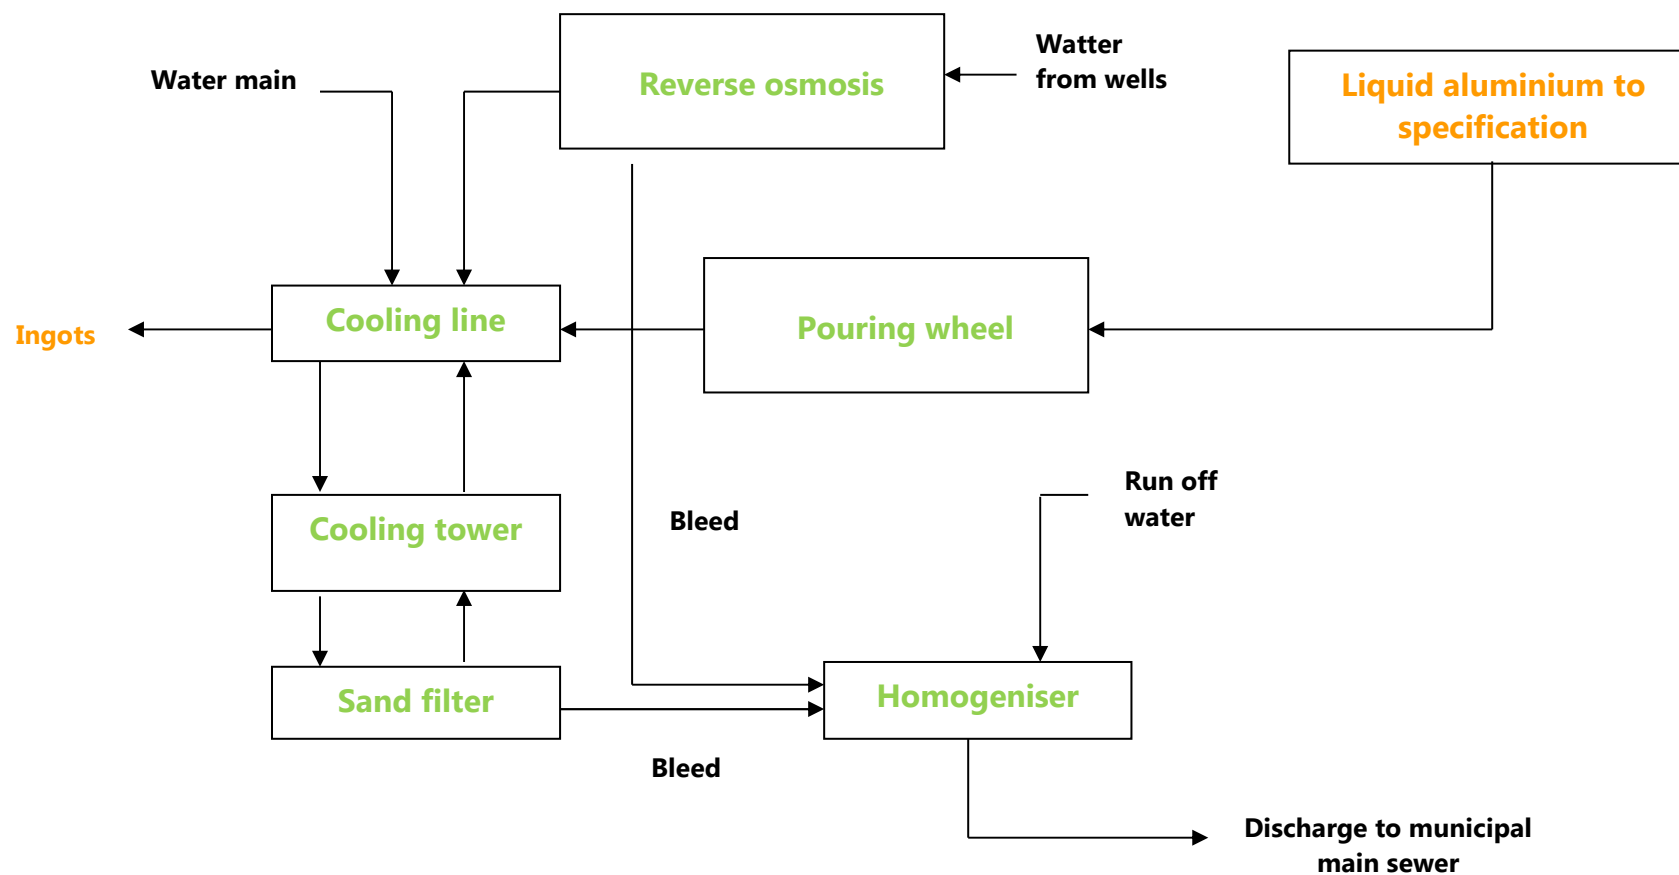 Watter
from wells
Water main
Reverse osmosis
Liquid aluminium to
specification
Cooling line
Pouring wheel
Ingots
Run off
water
Cooling tower
Bleed
Sand filter
Homogeniser
Bleed
Discharge to municipal
main sewer